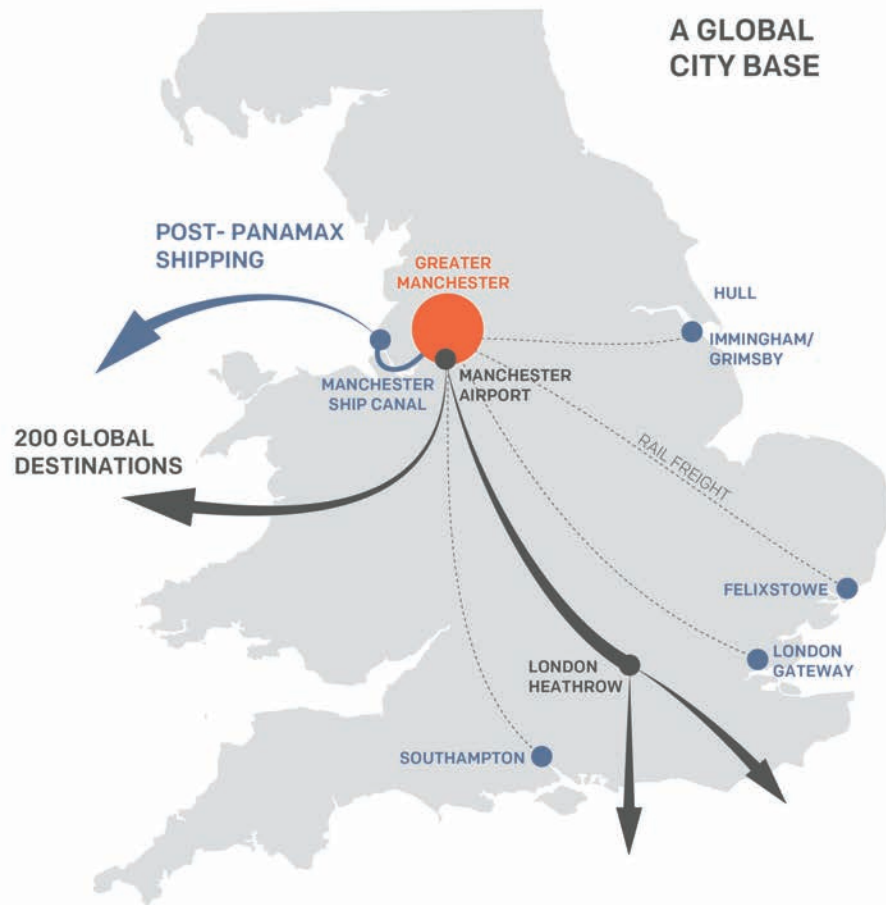 A GLOBAL
CITY BASE
POST- PANAMAX
SHIPPING
GREATER
MANCHESTER
HULL
IMMINGHAM/
GRIMSBY
MANCHESTER
SHIP CANAL
MANCHESTER
AIRPORT
200 GLOBAL
DESTINATIONS
RAIL FREIGHT
FELIXSTOWE
LONDON
GATEWAY
LONDON
HEATHROW
SOUTHAMPTON